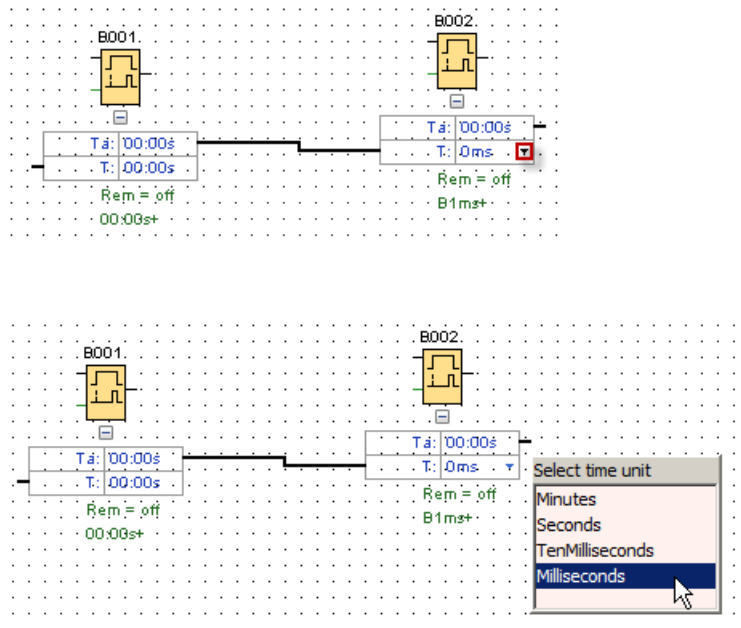 B001
B002
Ta: 00:00s
T: 00:00s
Rem = off
00:00s+
Ta: 00:00s
T: 0ms
Rem = off
B1ms+
B001
B002
Ta: 00:00s
T: 00:00s
Rem = off
00:00s+
Ta: 00:00s
T: 0ms
Rem = off
B1ms+
Select time unit
Minutes
Seconds
TenMilliseconds
Milliseconds